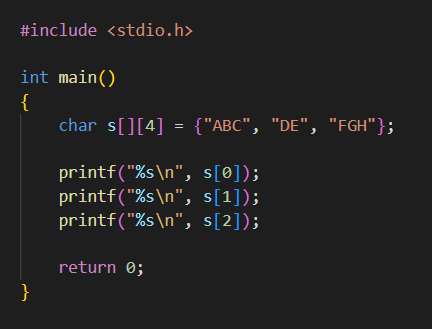 #include <stdio.h>
int main()
{
    char s[][4] = {"ABC", "DE", "FGH"};
    printf("%s\n", s[0]);
    printf("%s\n", s[1]);
    printf("%s\n", s[2]);
    return 0;
}